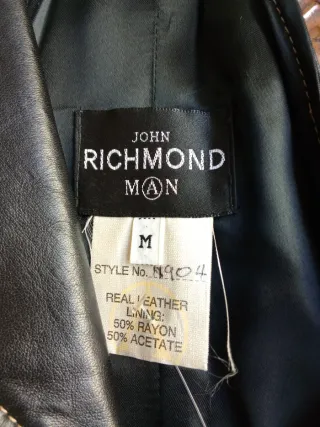 JOHN
RICHMOND
MAN
M
STYLE No.
REAL LEATHER
LINING:
50% RAYON
50% ACETATE